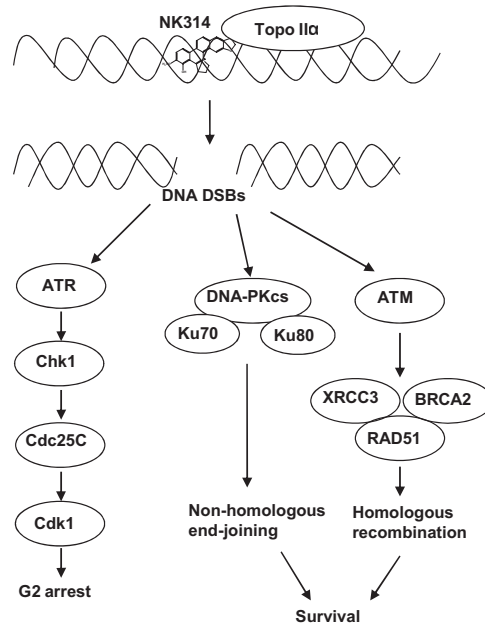 NK314
Topo IIα
DNA DSBs
ATR
DNA-PKcs
ATM
Ku70
Ku80
Chk1
XRCC3
BRCA2
RAD51
Cdc25C
Cdk1
Non-homologous
end-joining
Homologous
recombination
G2 arrest
Survival